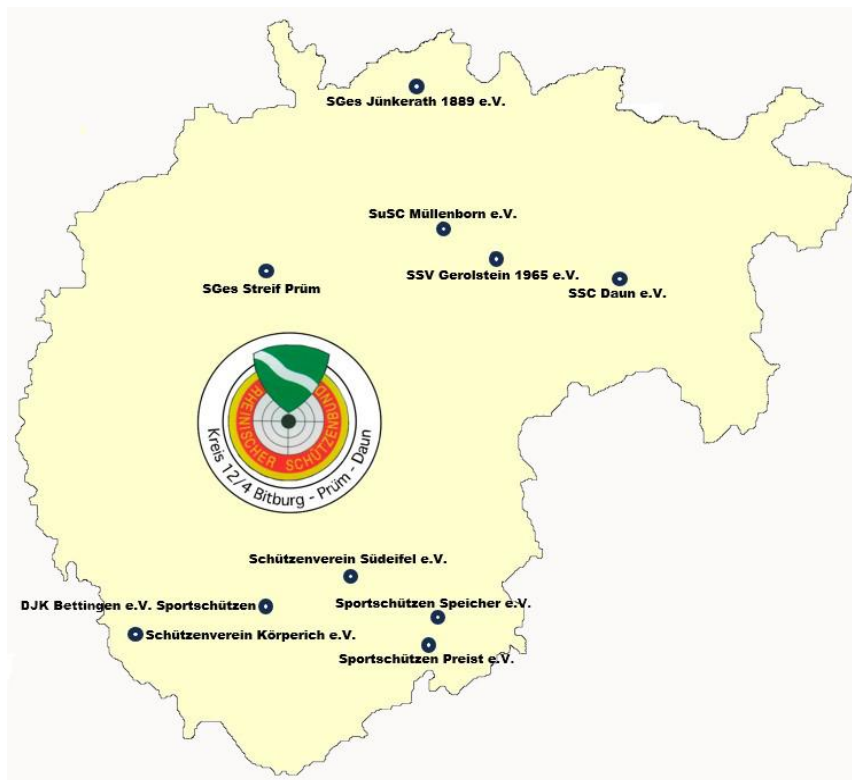 SGes Jünkerath 1889 e.V.
SuSC Müllenborn e.V.
SSV Gerolstein 1965 e.V.
SGes Streif Prüm
SSC Daun e.V.
RHEINISCHER SCHÜTZENBUND
Kreis 12/4 Bitburg - Prüm - Daun
Schützenverein Südeifel e.V.
DJK Bettingen e.V. Sportschützen
Sportschützen Speicher e.V.
Schützenverein Körperich e.V.
Sportschützen Preist e.V.